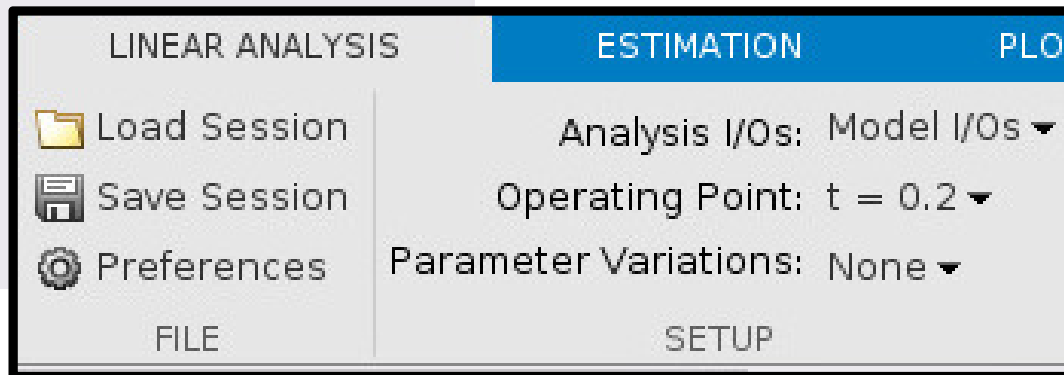 LINEAR ANALYSIS ESTIMATION PLO
Load Session Analysis I/Os: Model I/Os
Save Session Operating Point: t = 0.2
Preferences Parameter Variations: None
FILE SETUP